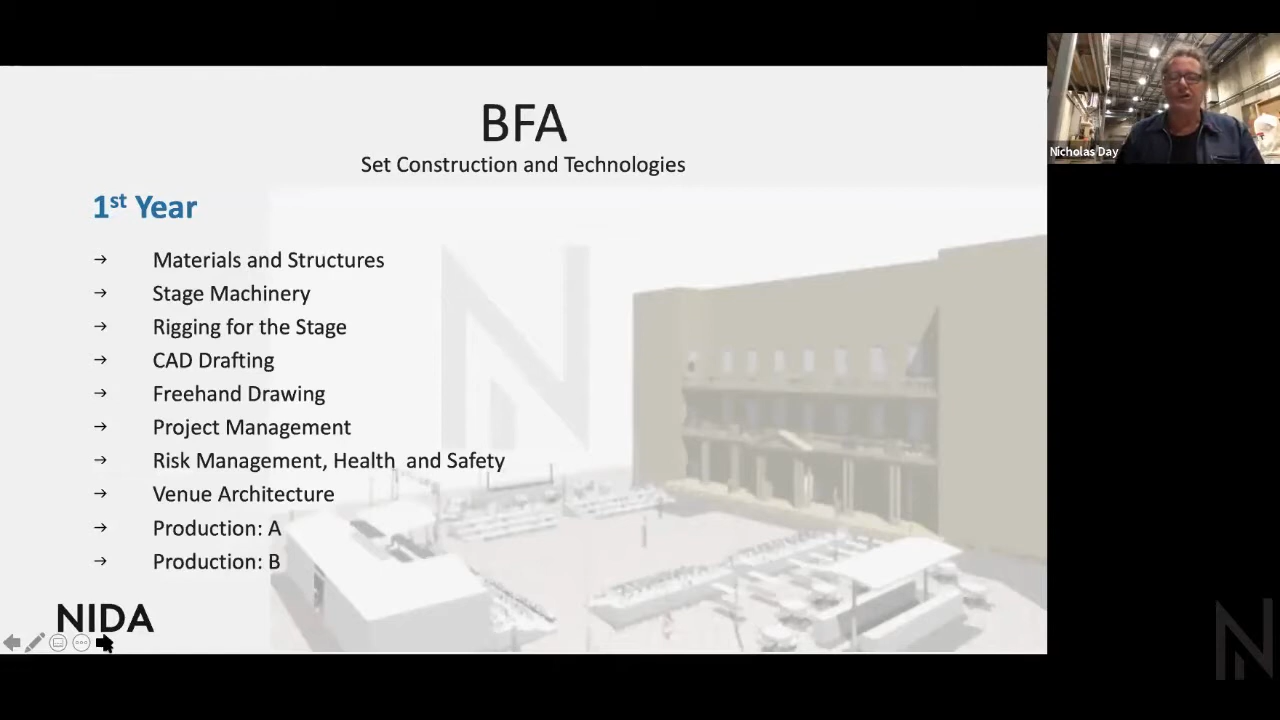 BFA
Set Construction and Technologies
1st Year
→ Materials and Structures
→ Stage Machinery
→ Rigging for the Stage
→ CAD Drafting
→ Freehand Drawing
→ Project Management
→ Risk Management, Health and Safety
→ Venue Architecture
→ Production: A
→ Production: B
NIDA
Nicholas Day